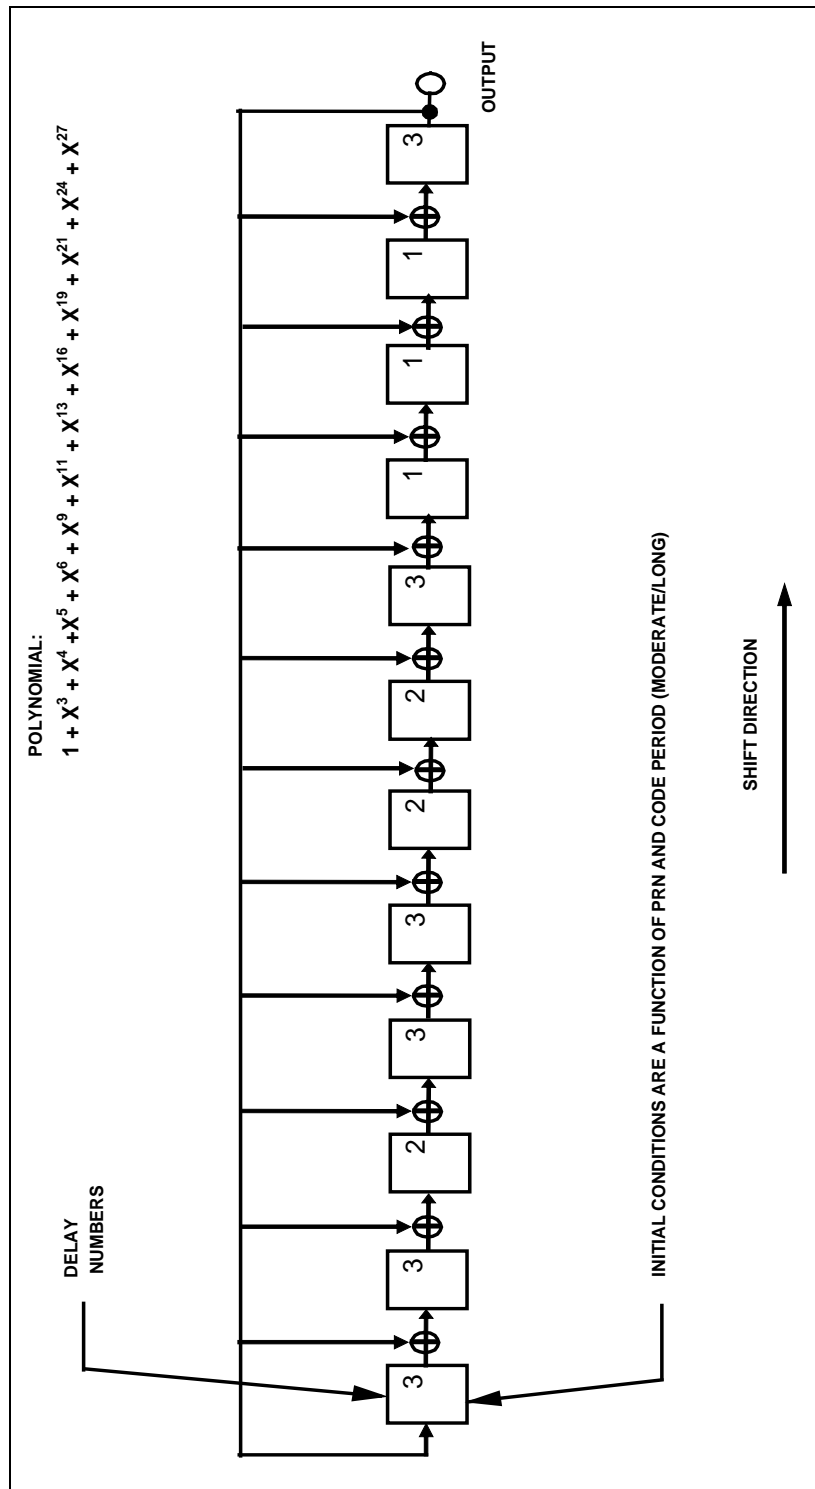 POLYNOMIAL:
1 + X³ + X⁴ +X⁵ + X⁶ + X⁹ + X¹¹ + X¹³ + X¹⁶ + X¹⁹ + X²¹ + X²⁴ + X²⁷
DELAY
NUMBERS
3 3 2 3 3 2 2 3 1 1 1 3
OUTPUT
INITIAL CONDITIONS ARE A FUNCTION OF PRN AND CODE PERIOD (MODERATE/LONG)
SHIFT DIRECTION